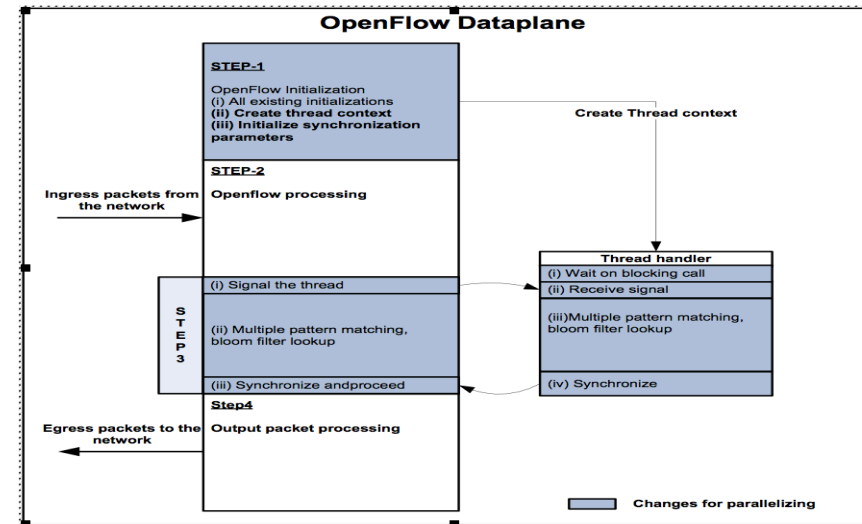 OpenFlow Dataplane
STEP-1
OpenFlow Initialization
(i) All existing initializations
(ii) Create thread context
(iii) Initialize synchronization
parameters
Create Thread context
STEP-2
Openflow processing
Ingress packets from
the network
Thread handler
(i) Wait on blocking call
(ii) Receive signal
(iii)Multiple pattern matching,
bloom filter lookup
(iv) Synchronize
STEP3
(i) Signal the thread
(ii) Multiple pattern matching,
bloom filter lookup
(iii) Synchronize andproceed
Step4
Output packet processing
Egress packets to the
network
Changes for parallelizing